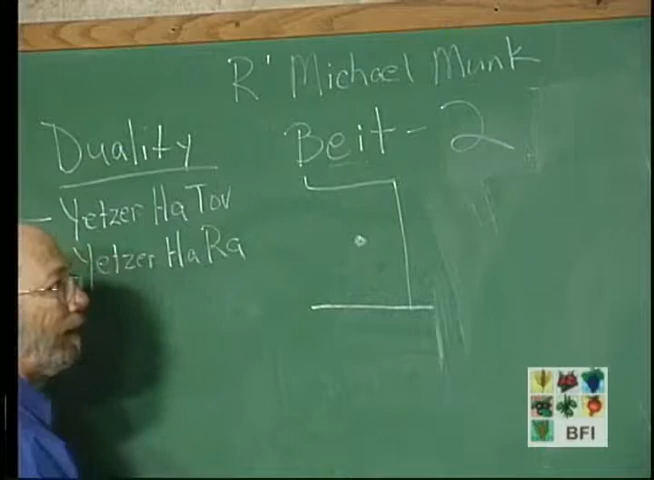 R' Michael Munk
Duality
Beit - 2
- Yetzer HaTov
Yetzer HaRa
BFI